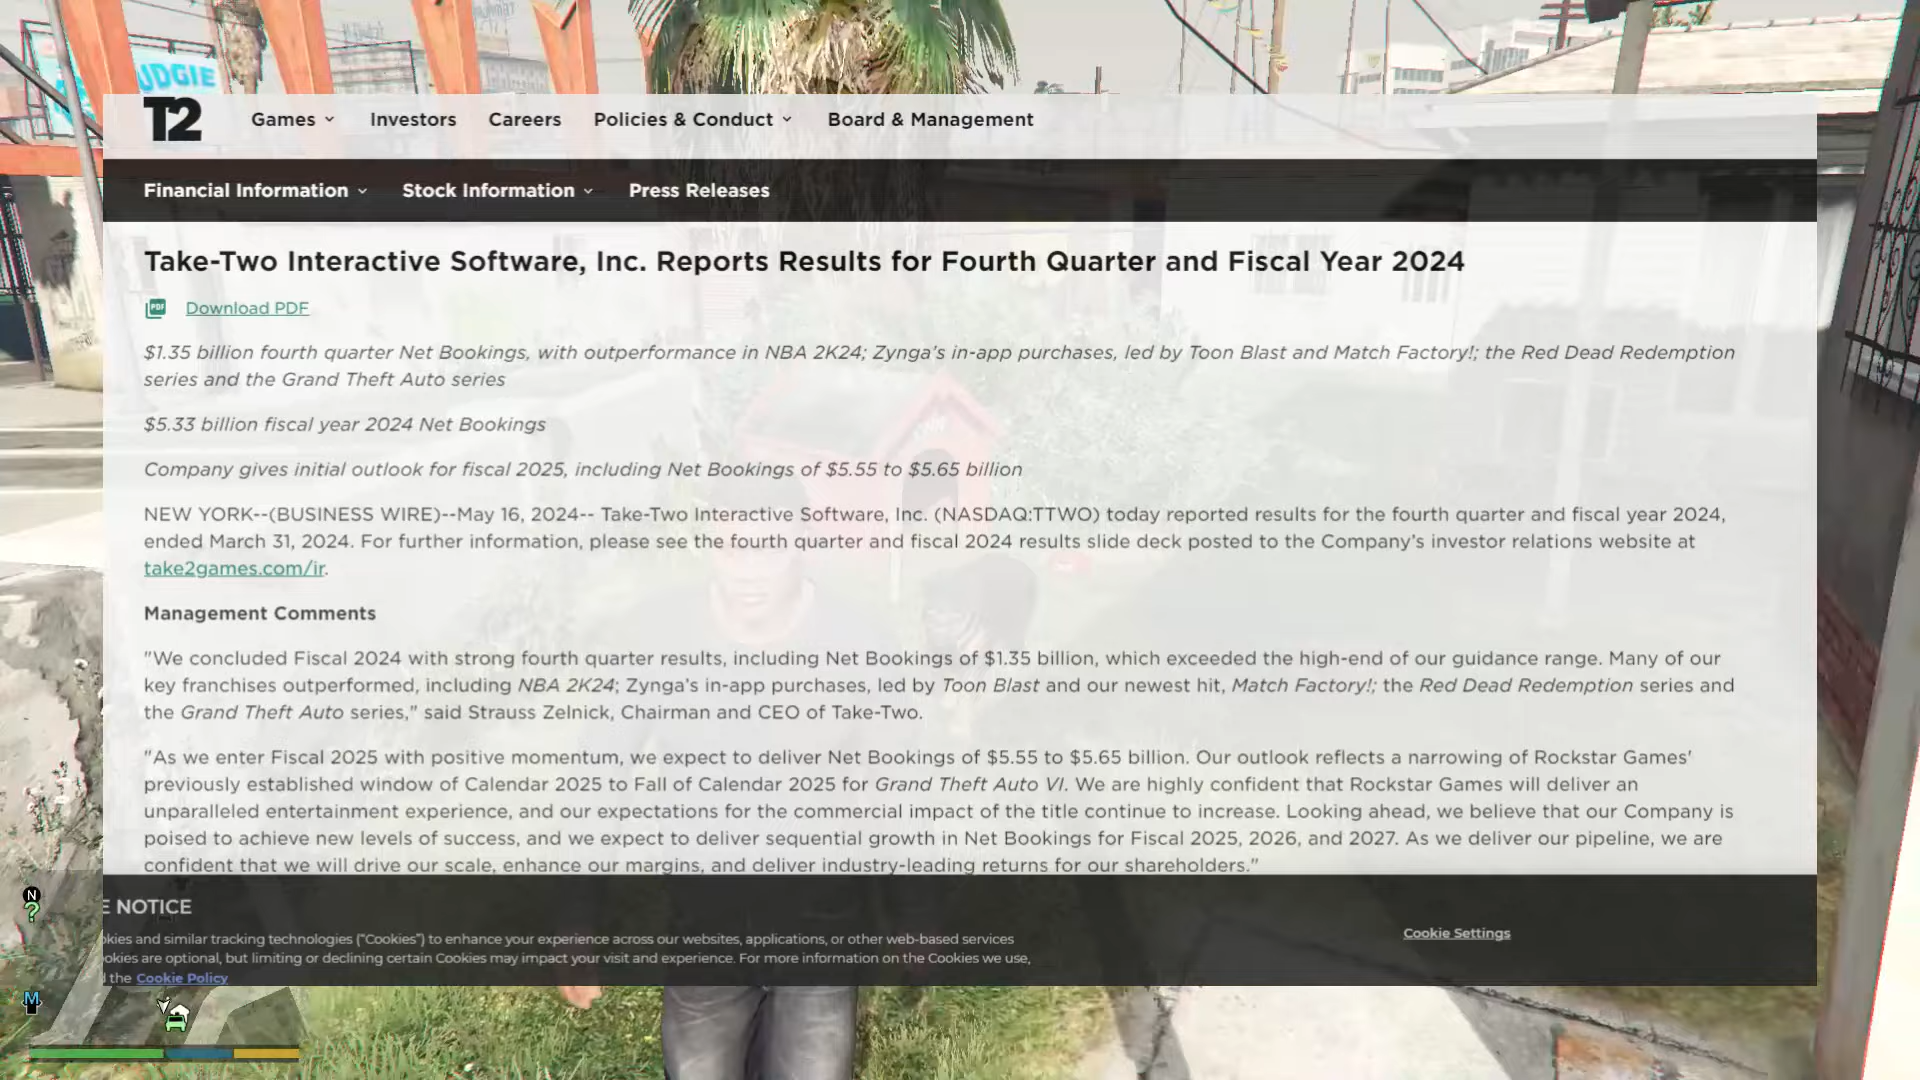 UDGIE
T2
Games Investors Careers Policies & Conduct Board & Management
Financial Information Stock Information Press Releases
Take-Two Interactive Software, Inc. Reports Results for Fourth Quarter and Fiscal Year 2024
PDF Download PDF
$1.35 billion fourth quarter Net Bookings, with outperformance in NBA 2K24; Zynga's in-app purchases, led by Toon Blast and Match Factory!; the Red Dead Redemption
series and the Grand Theft Auto series
$5.33 billion fiscal year 2024 Net Bookings
Company gives initial outlook for fiscal 2025, including Net Bookings of $5.55 to $5.65 billion
NEW YORK--(BUSINESS WIRE)--May 16, 2024-- Take-Two Interactive Software, Inc. (NASDAQ:TTWO) today reported results for the fourth quarter and fiscal year 2024,
ended March 31, 2024. For further information, please see the fourth quarter and fiscal 2024 results slide deck posted to the Company's investor relations website at
take2games.com/ir.
Management Comments
"We concluded Fiscal 2024 with strong fourth quarter results, including Net Bookings of $1.35 billion, which exceeded the high-end of our guidance range. Many of our
key franchises outperformed, including NBA 2K24; Zynga's in-app purchases, led by Toon Blast and our newest hit, Match Factory!; the Red Dead Redemption series and
the Grand Theft Auto series," said Strauss Zelnick, Chairman and CEO of Take-Two.
"As we enter Fiscal 2025 with positive momentum, we expect to deliver Net Bookings of $5.55 to $5.65 billion. Our outlook reflects a narrowing of Rockstar Games'
previously established window of Calendar 2025 to Fall of Calendar 2025 for Grand Theft Auto VI. We are highly confident that Rockstar Games will deliver an
unparalleled entertainment experience, and our expectations for the commercial impact of the title continue to increase. Looking ahead, we believe that our Company is
poised to achieve new levels of success, and we expect to deliver sequential growth in Net Bookings for Fiscal 2025, 2026, and 2027. As we deliver our pipeline, we are
confident that we will drive our scale, enhance our margins, and deliver industry-leading returns for our shareholders."
N
?
E NOTICE
okies and similar tracking technologies ("Cookies") to enhance your experience across our websites, applications, or other web-based services
Cookie Settings
ookies are optional, but limiting or declining certain Cookies may impact your visit and experience. For more information on the Cookies we use,
d the Cookie Policy
M